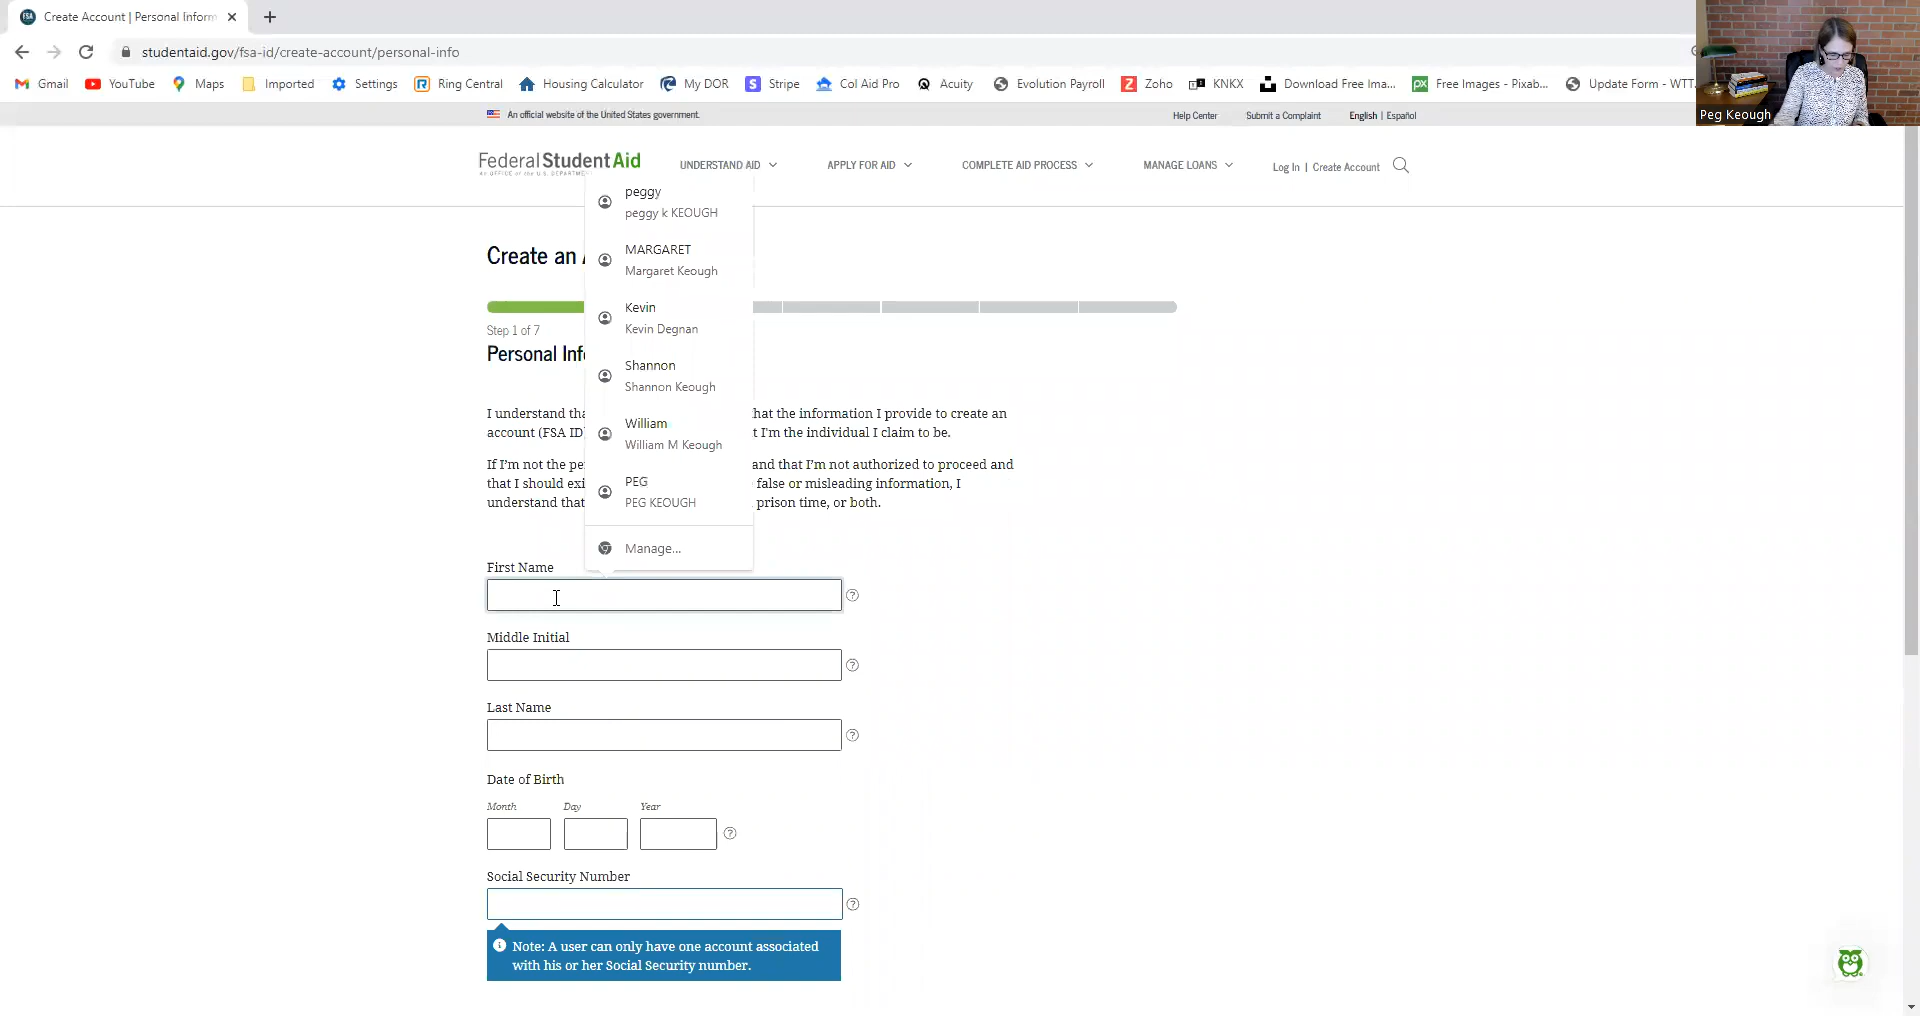 Create Account | Personal Inform
studentaid.gov/fsa-id/create-account/personal-info
Gmail YouTube Maps Imported Settings Ring Central Housing Calculator My DOR Stripe Col Aid Pro Acuity Evolution Payroll Zoho KNKX Download Free Ima... Free Images - Pixab... Update Form - WTT.
Peg Keough
An official website of the United States government.
Help Center Submit a Complaint English | Español
Federal Student Aid
UNDERSTAND AID APPLY FOR AID COMPLETE AID PROCESS MANAGE LOANS Log In | Create Account
An OFFICE of the U.S. DEPARTMENT
peggy
peggy k KEOUGH
MARGARET
Margaret Keough
Kevin
Kevin Degnan
Shannon
Shannon Keough
William
William M Keough
PEG
PEG KEOUGH
Manage...
Create an A
Step 1 of 7
Personal Inf
I understand tha hat the information I provide to create an
account (FSA ID t I'm the individual I claim to be.
If I'm not the pe and that I'm not authorized to proceed and
that I should exi false or misleading information, I
understand that prison time, or both.
First Name
Middle Initial
Last Name
Date of Birth
Month Day Year
Social Security Number
Note: A user can only have one account associated
with his or her Social Security number.